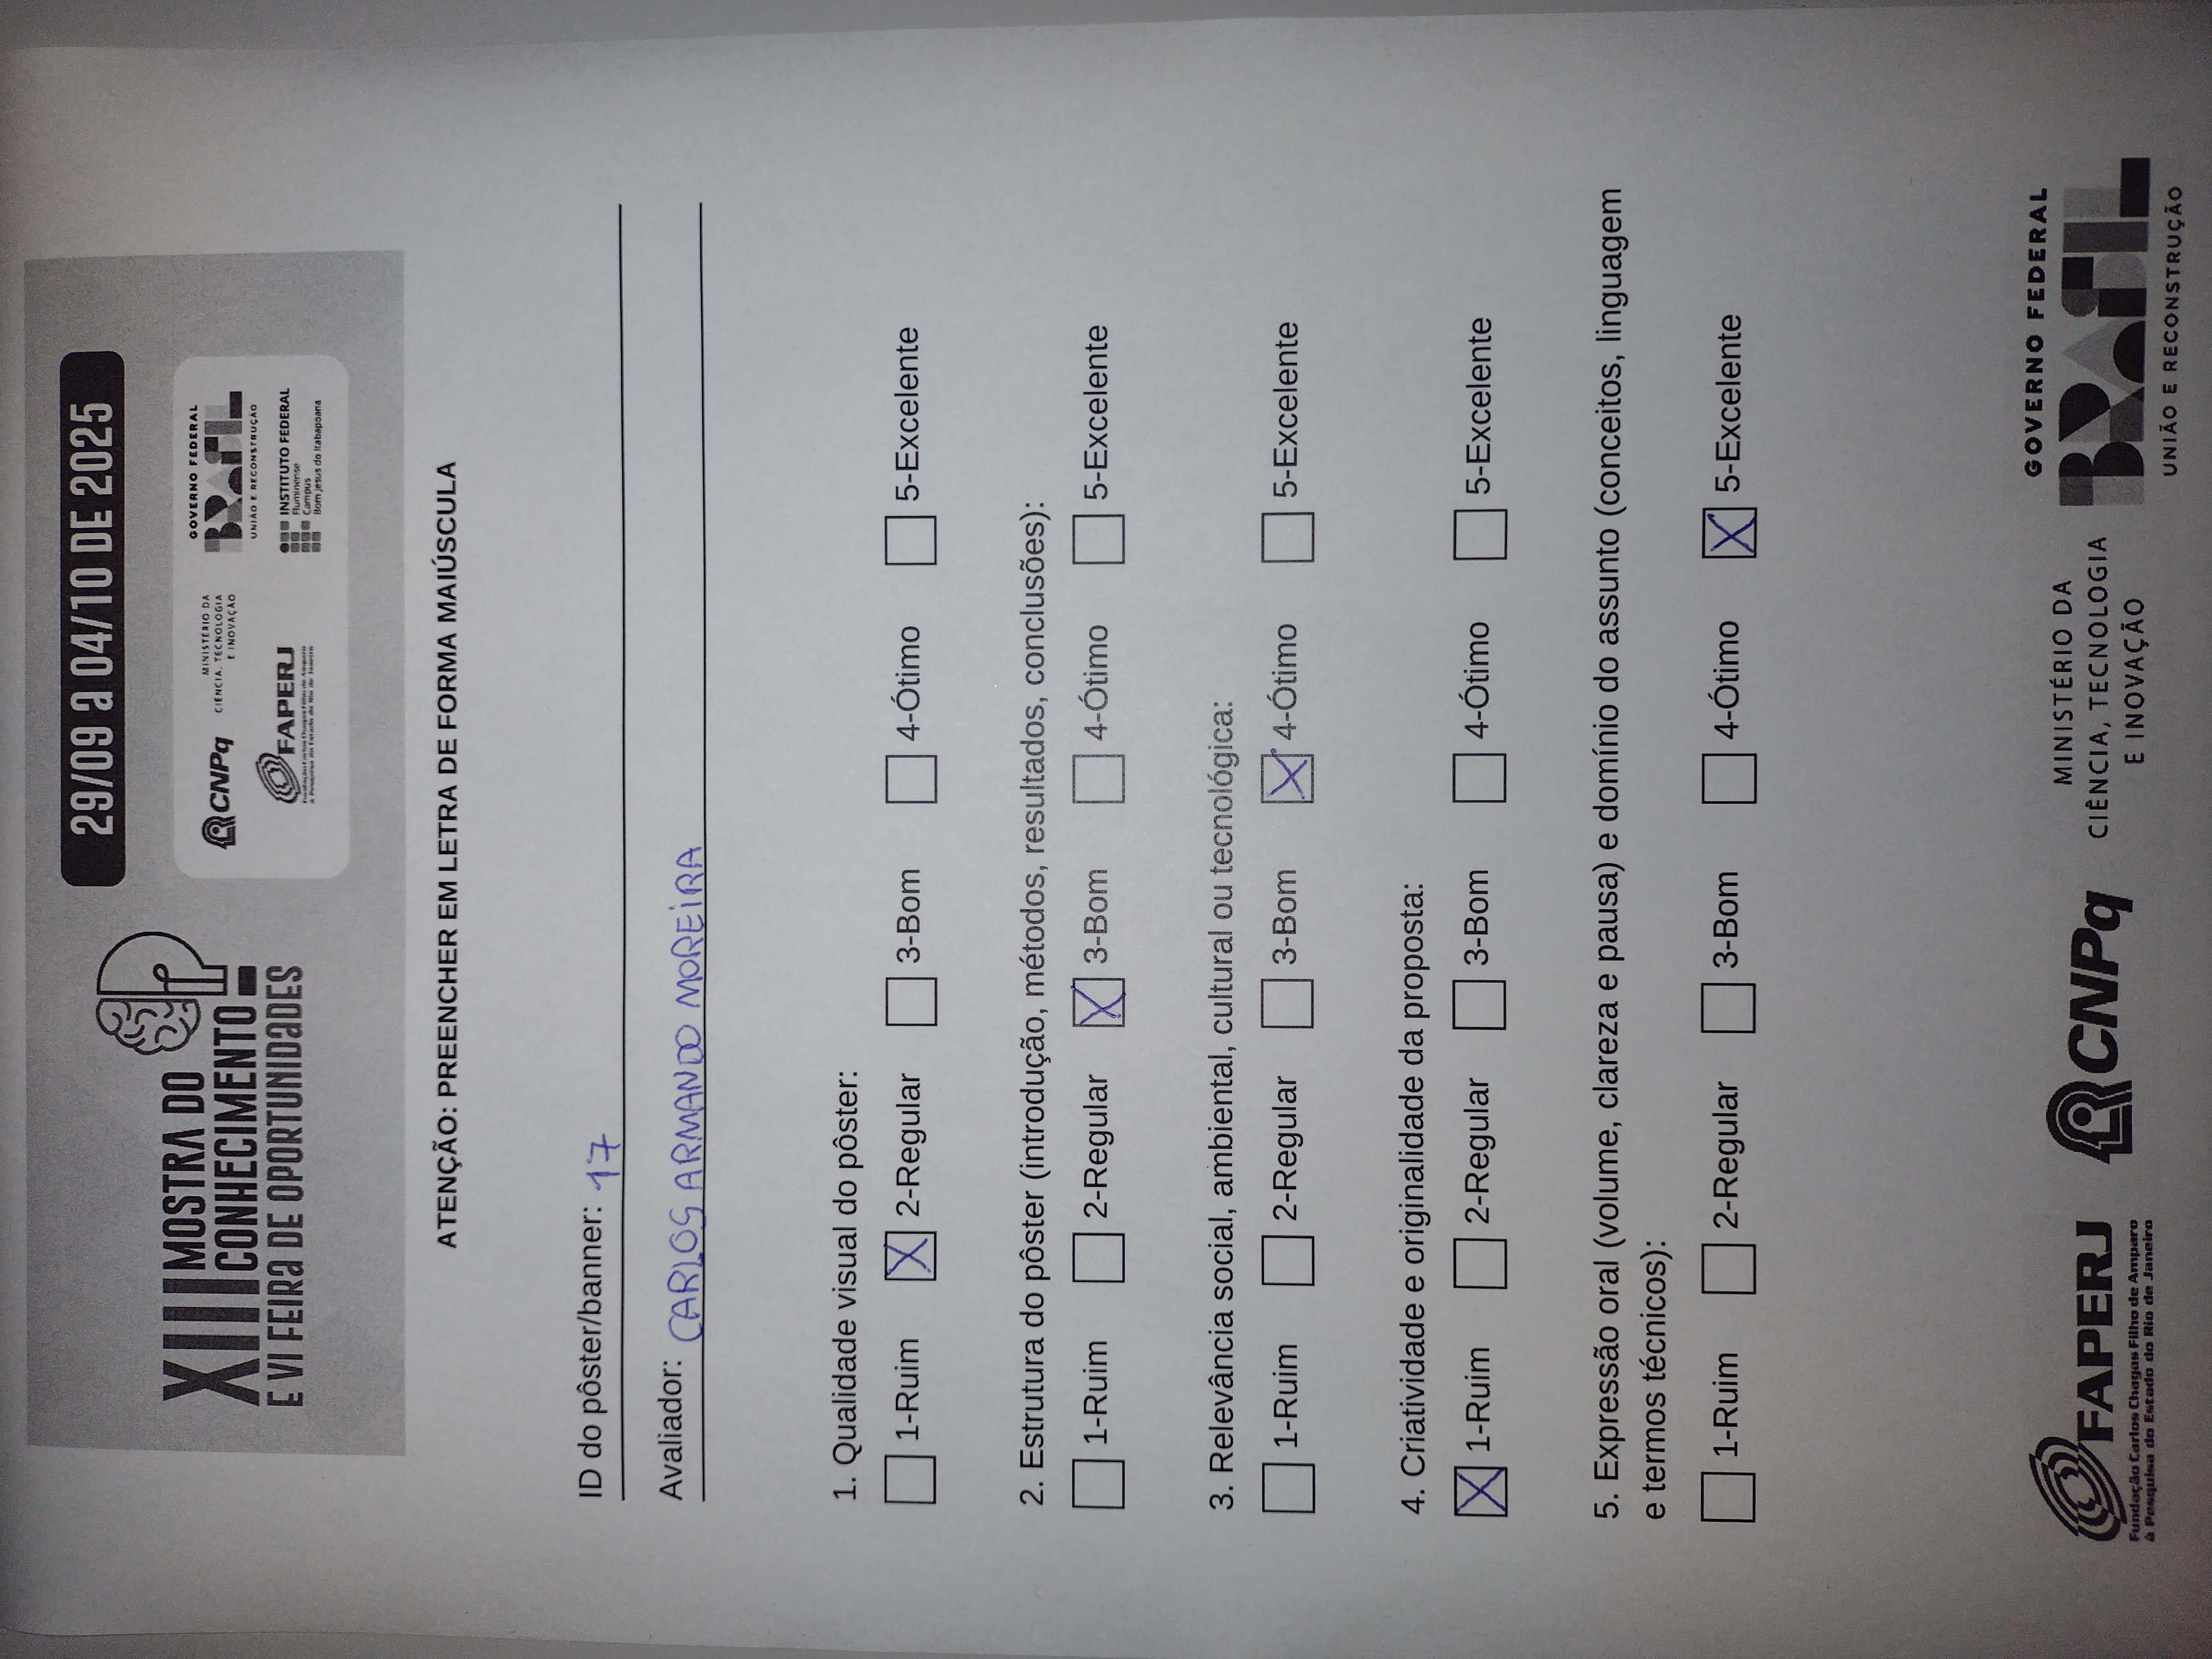 29/09 a 04/10 DE 2025
XIII MOSTRA DO
CONHECIMENTO
E VI FEIRA DE OPORTUNIDADES
CNPq
MINISTÉRIO DA
CIÊNCIA, TECNOLOGIA
E INOVAÇÃO
GOVERNO FEDERAL
BRASIL
UNIÃO E RECONSTRUÇÃO
FAPERJ
Fundação Carlos Chagas Filho de Amparo
à Pesquisa do Estado do Rio de Janeiro
INSTITUTO FEDERAL
Fluminense
Campus
Bom Jesus do Itabapoana
ATENÇÃO: PREENCHER EM LETRA DE FORMA MAIÚSCULA
ID do pôster/banner: 17
Avaliador: CARLOS ARMANDO MOREIRA
1. Qualidade visual do pôster:
1-Ruim X 2-Regular 3-Bom 4-Ótimo 5-Excelente
2. Estrutura do pôster (introdução, métodos, resultados, conclusões):
1-Ruim 2-Regular X 3-Bom 4-Ótimo 5-Excelente
3. Relevância social, ambiental, cultural ou tecnológica:
1-Ruim 2-Regular 3-Bom X 4-Ótimo 5-Excelente
4. Criatividade e originalidade da proposta:
X 1-Ruim 2-Regular 3-Bom 4-Ótimo 5-Excelente
5. Expressão oral (volume, clareza e pausa) e domínio do assunto (conceitos, linguagem
e termos técnicos):
1-Ruim 2-Regular 3-Bom 4-Ótimo X 5-Excelente
FAPERJ
Fundação Carlos Chagas Filho de Amparo
à Pesquisa do Estado do Rio de Janeiro
CNPq
MINISTÉRIO DA
CIÊNCIA, TECNOLOGIA
E INOVAÇÃO
GOVERNO FEDERAL
BRASIL
UNIÃO E RECONSTRUÇÃO